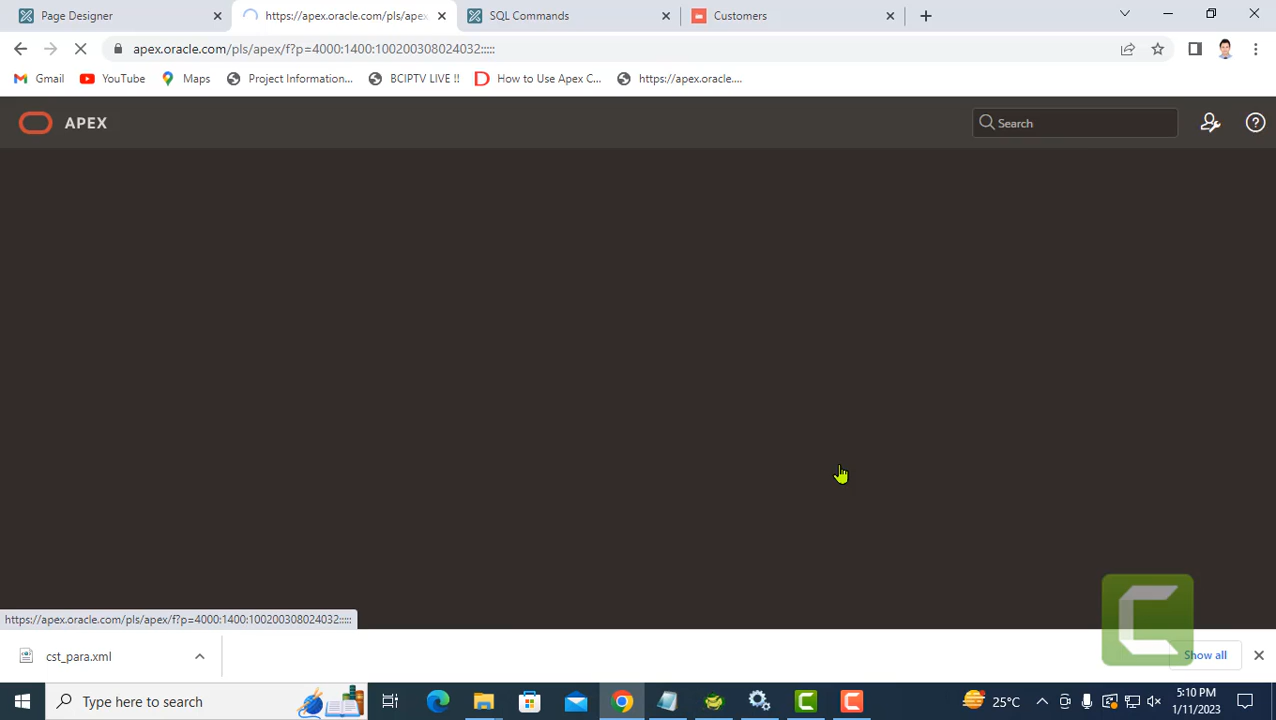 Page Designer
https://apex.oracle.com/pls/apex
SQL Commands
Customers
apex.oracle.com/pls/apex/f?p=4000:1400:100200308024032:::::
Gmail
YouTube
Maps
Project Information...
BCIPTV LIVE !!
How to Use Apex C...
https://apex.oracle....
APEX
Search
https://apex.oracle.com/pls/apex/f?p=4000:1400:100200308024032:::::
cst_para.xml
Show all
Type here to search
25°C
5:10 PM
1/11/2023